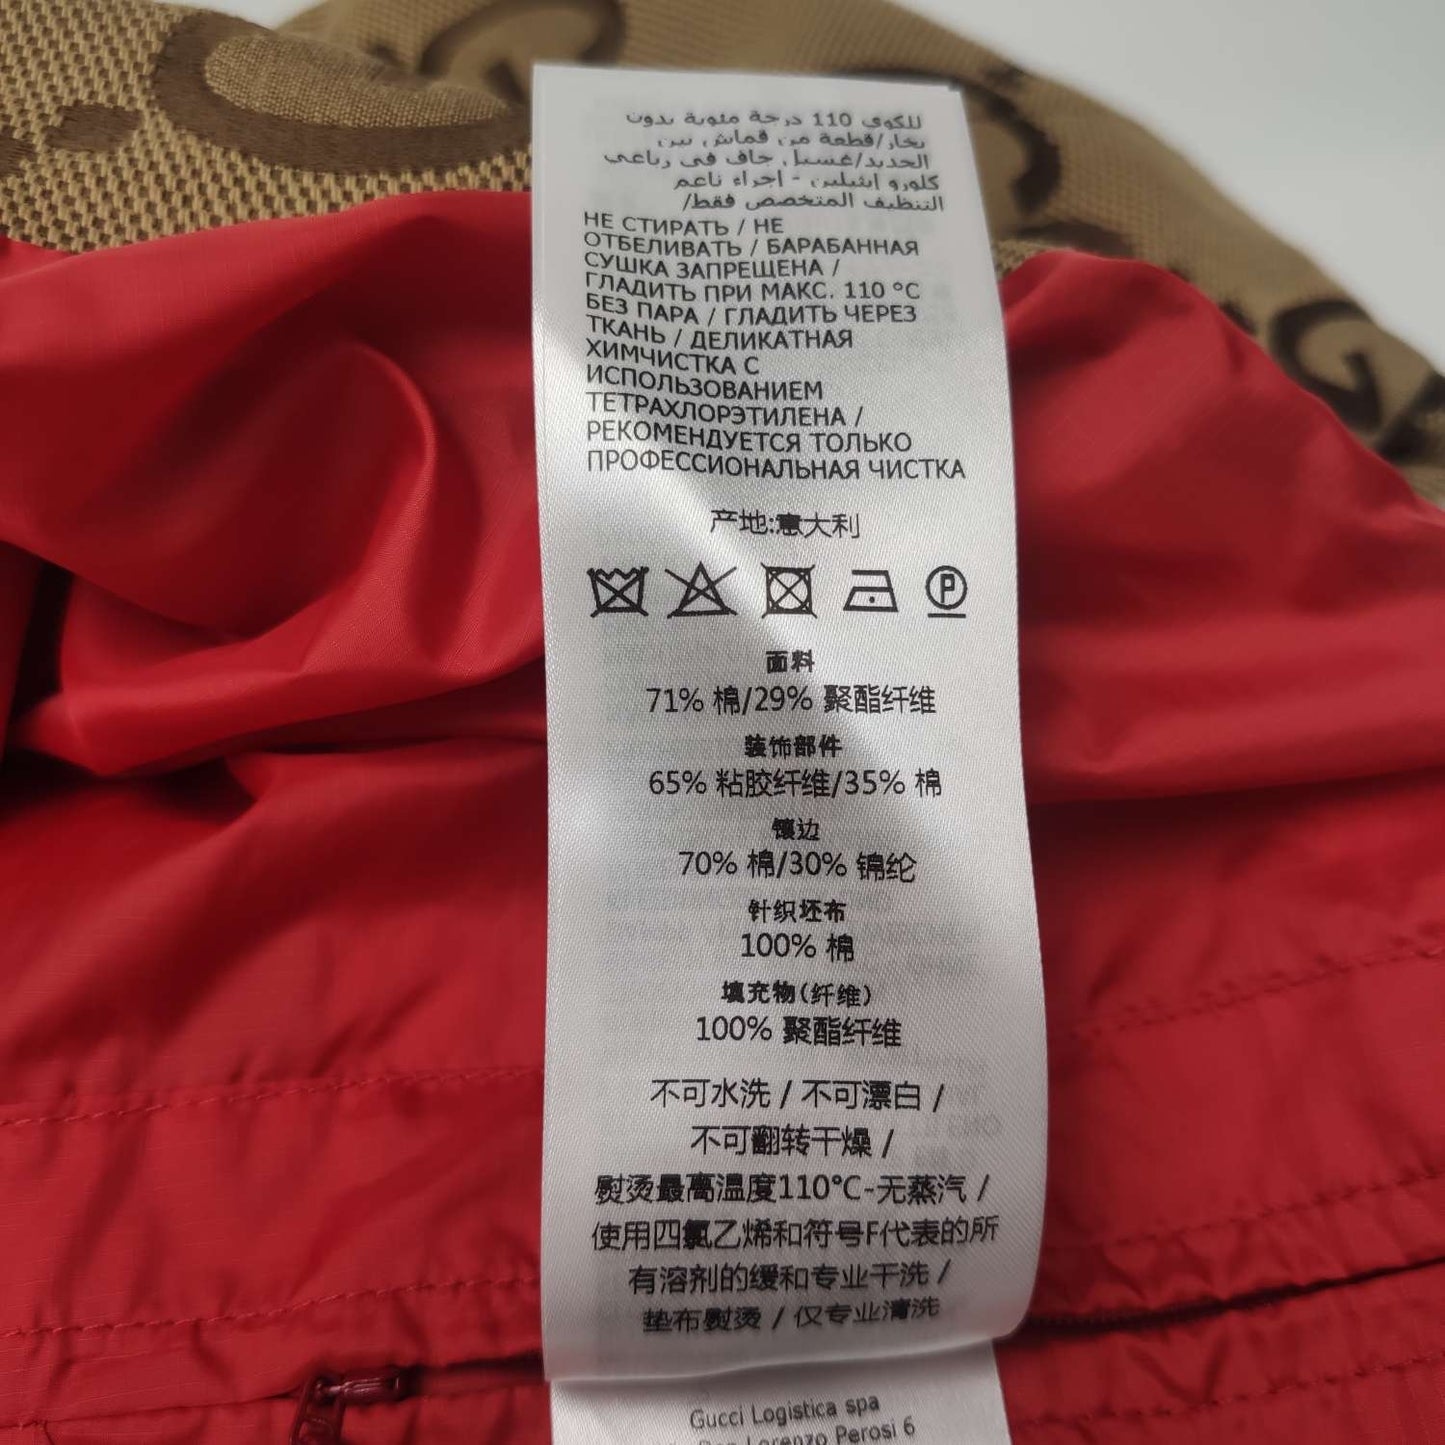 للكوي 110 درجة مئوية بدون
بخار/قطعة من قماش بين
الحديد/غسيل جاف في رباعي
كلورو إيثيلين - إجراء ناعم
التنظيف المتخصص فقط/
НЕ СТИРАТЬ / НЕ
ОТБЕЛИВАТЬ / БАРАБАННАЯ
СУШКА ЗАПРЕЩЕНА /
ГЛАДИТЬ ПРИ МАКС. 110 °C
БЕЗ ПАРА / ГЛАДИТЬ ЧЕРЕЗ
ТКАНЬ / ДЕЛИКАТНАЯ
ХИМЧИСТКА С
ИСПОЛЬЗОВАНИЕМ
ТЕТРАХЛОРЭТИЛЕНА /
РЕКОМЕНДУЕТСЯ ТОЛЬКО
ПРОФЕССИОНАЛЬНАЯ ЧИСТКА
产地:意大利
P
面料
71% 棉/29% 聚酯纤维
装饰部件
65% 粘胶纤维/35% 棉
镶边
70% 棉/30% 锦纶
针织坯布
100% 棉
填充物(纤维)
100% 聚酯纤维
不可水洗 / 不可漂白 /
不可翻转干燥 /
熨烫最高温度110°C-无蒸汽 /
使用四氯乙烯和符号F代表的所
有溶剂的缓和专业干洗 /
垫布熨烫 / 仅专业清洗
Gucci Logistica spa
Lorenzo Perosi 6